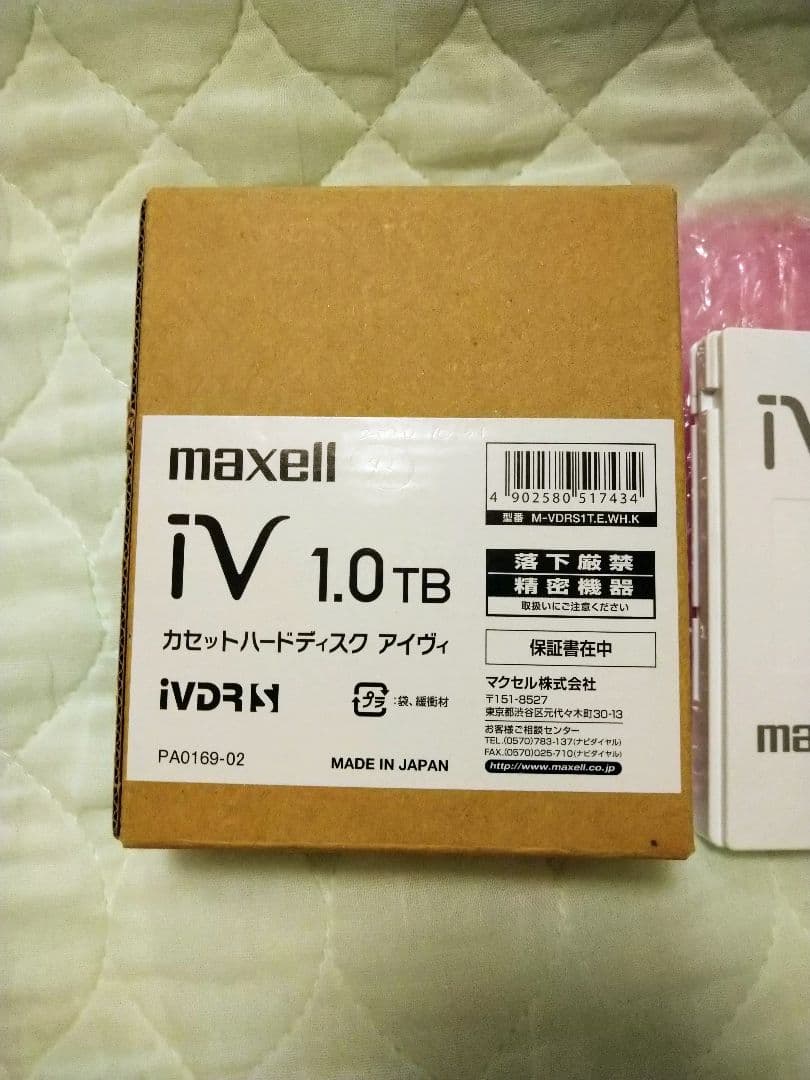 maxell
iV 1.0TB
カセットハードディスク アイヴィ
iVDR S
プラ :袋、緩衝材
PA0169-02
MADE IN JAPAN
4 902580 517434
型番 M-VDRS1T.E.WH.K
落下厳禁
精密機器
取扱いにご注意ください
保証書在中
マクセル株式会社
〒151-8527
東京都渋谷区元代々木町30-13
お客様ご相談センター
TEL.(0570)783-137(ナビダイヤル)
FAX.(0570)025-710(ナビダイヤル)
http://www.maxell.co.jp
iV
ma